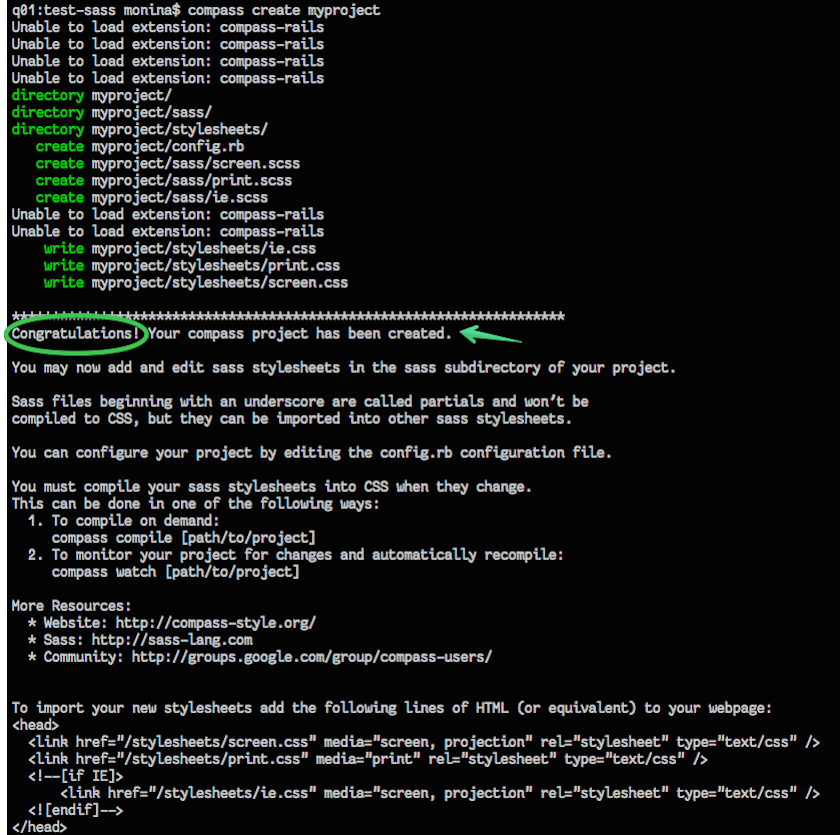 q01:test-sass monina$ compass create myproject
Unable to load extension: compass-rails
Unable to load extension: compass-rails
Unable to load extension: compass-rails
Unable to load extension: compass-rails
directory myproject/
directory myproject/sass/
directory myproject/stylesheets/
   create myproject/config.rb
   create myproject/sass/screen.scss
   create myproject/sass/print.scss
   create myproject/sass/ie.scss
Unable to load extension: compass-rails
Unable to load extension: compass-rails
    write myproject/stylesheets/ie.css
    write myproject/stylesheets/print.css
    write myproject/stylesheets/screen.css
*********************************************************************
Congratulations! Your compass project has been created.
You may now add and edit sass stylesheets in the sass subdirectory of your project.
Sass files beginning with an underscore are called partials and won't be
compiled to CSS, but they can be imported into other sass stylesheets.
You can configure your project by editing the config.rb configuration file.
You must compile your sass stylesheets into CSS when they change.
This can be done in one of the following ways:
  1. To compile on demand:
     compass compile [path/to/project]
  2. To monitor your project for changes and automatically recompile:
     compass watch [path/to/project]
More Resources:
  * Website: http://compass-style.org/
  * Sass: http://sass-lang.com
  * Community: http://groups.google.com/group/compass-users/
To import your new stylesheets add the following lines of HTML (or equivalent) to your webpage:
<head>
  <link href="/stylesheets/screen.css" media="screen, projection" rel="stylesheet" type="text/css" />
  <link href="/stylesheets/print.css" media="print" rel="stylesheet" type="text/css" />
  <!--[if IE]>
      <link href="/stylesheets/ie.css" media="screen, projection" rel="stylesheet" type="text/css" />
  <![endif]-->
</head>